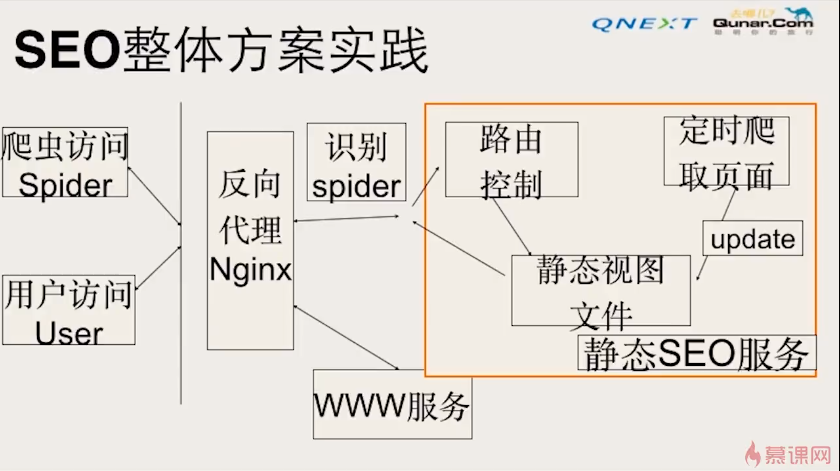 QNEXT
去哪儿?
Qunar.Com
聪明你的旅行
SEO整体方案实践
爬虫访问
Spider
反向
代理
Nginx
识别
spider
路由
控制
定时爬
取页面
update
用户访问
User
静态视图
文件
静态SEO服务
WWW服务
慕课网